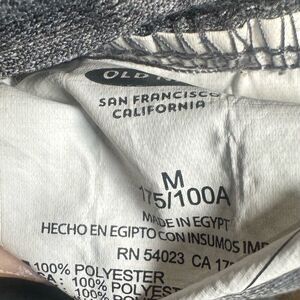 OLD
SAN FRANCISCO
CALIFORNIA
M
175/100A
MADE IN EGYPT
HECHO EN EGIPTO CON INSUMOS
RN 54023 CA
100% POLYESTER
100% POLYEST
100%